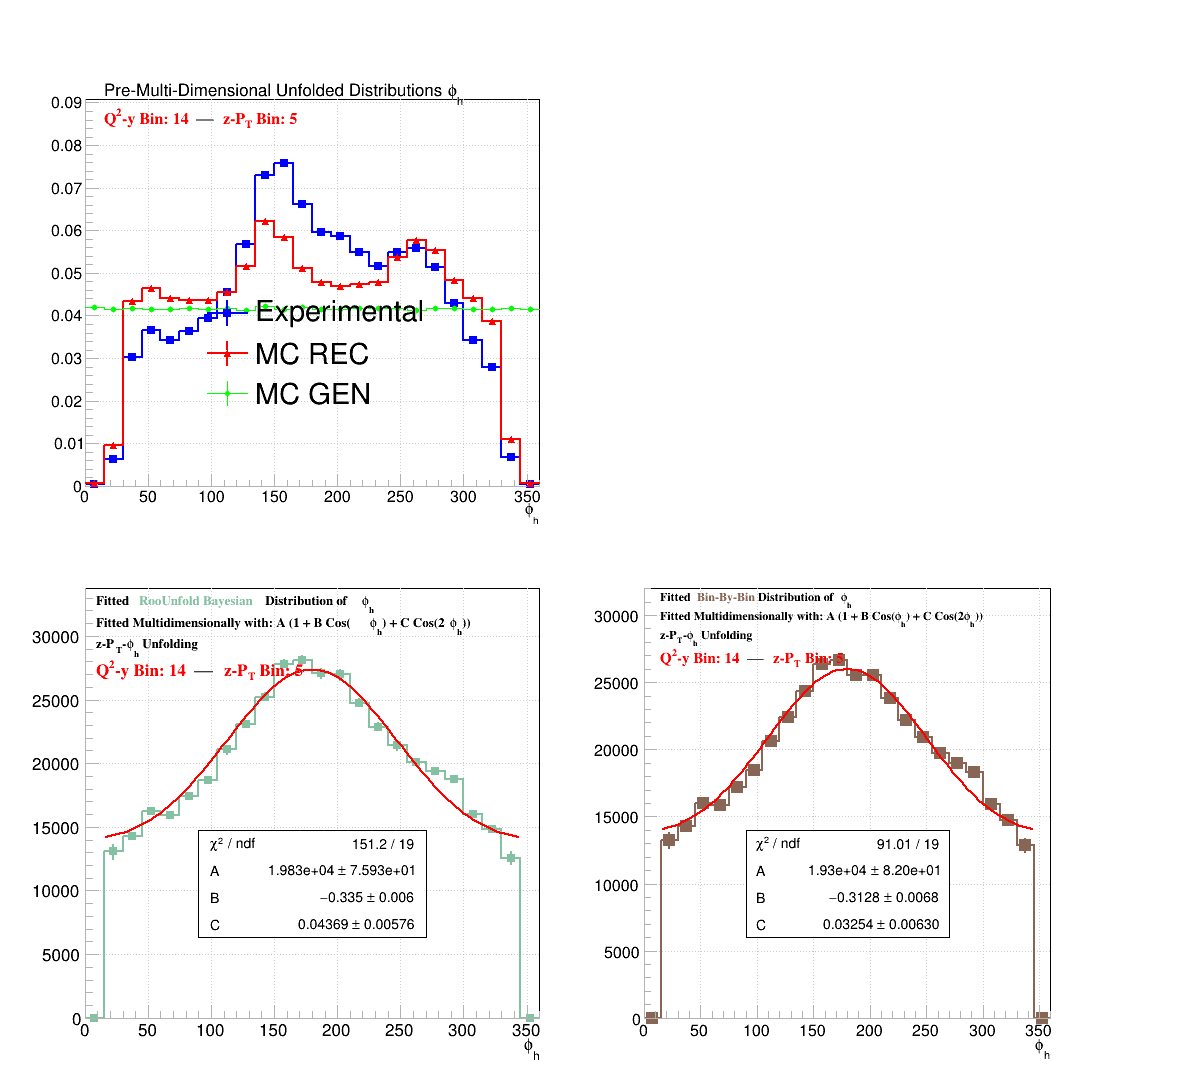 Pre-Multi-Dimensional Unfolded Distributions ϕh
Q²-y Bin: 14 — z-PT Bin: 5
0.09
0.08
0.07
0.06
0.05
0.04
0.03
0.02
0.01
0
Experimental
MC REC
MC GEN
0 50 100 150 200 250 300 350
ϕh
Fitted RooUnfold Bayesian Distribution of ϕh
Fitted Multidimensionally with: A (1 + B Cos( ϕh) + C Cos(2 ϕh))
z-PT-ϕh Unfolding
Q²-y Bin: 14 — z-PT Bin: 5
30000
25000
20000
15000
10000
5000
0
χ² / ndf 151.2 / 19
A 1.983e+04 ± 7.593e+01
B −0.335 ± 0.006
C 0.04369 ± 0.00576
0 50 100 150 200 250 300 350
ϕh
Fitted Bin-By-Bin Distribution of ϕh
Fitted Multidimensionally with: A (1 + B Cos(ϕh) + C Cos(2ϕh))
z-PT-ϕh Unfolding
Q²-y Bin: 14 — z-PT Bin: 5
30000
25000
20000
15000
10000
5000
0
χ² / ndf 91.01 / 19
A 1.93e+04 ± 8.20e+01
B −0.3128 ± 0.0068
C 0.03254 ± 0.00630
0 50 100 150 200 250 300 350
ϕh